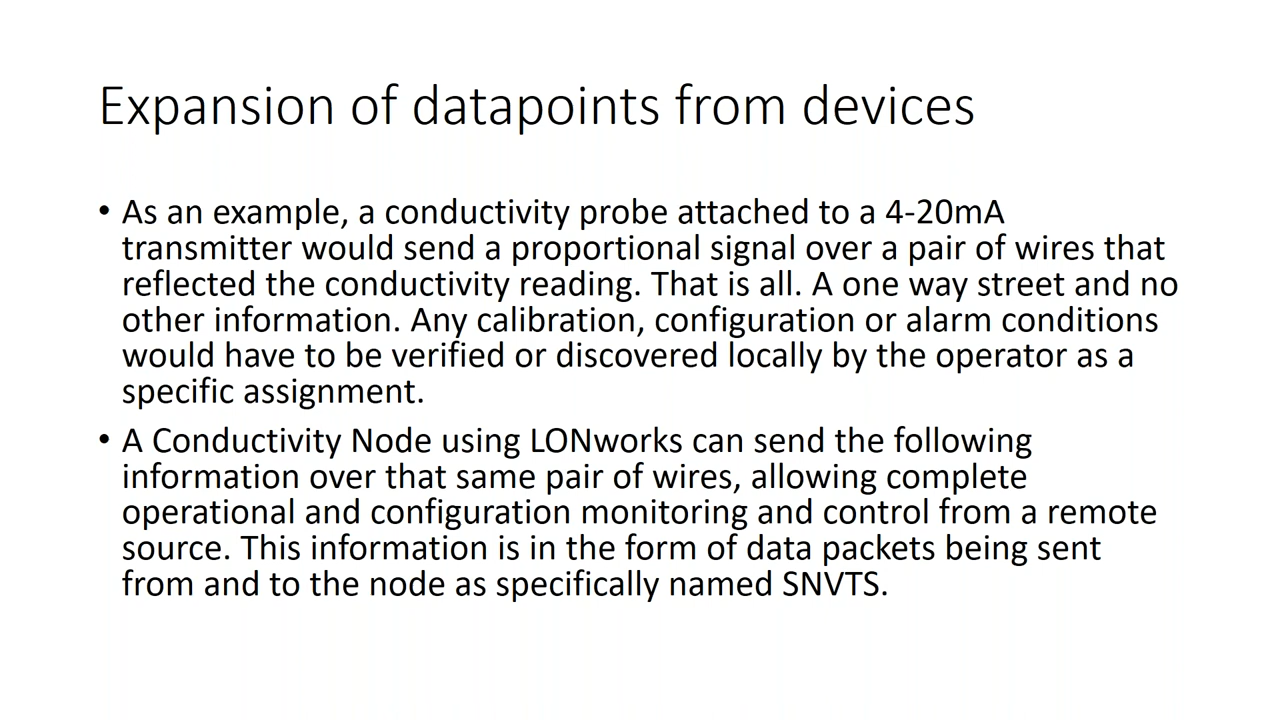 Expansion of datapoints from devices
• As an example, a conductivity probe attached to a 4-20mA
transmitter would send a proportional signal over a pair of wires that
reflected the conductivity reading. That is all. A one way street and no
other information. Any calibration, configuration or alarm conditions
would have to be verified or discovered locally by the operator as a
specific assignment.
• A Conductivity Node using LONworks can send the following
information over that same pair of wires, allowing complete
operational and configuration monitoring and control from a remote
source. This information is in the form of data packets being sent
from and to the node as specifically named SNVTS.